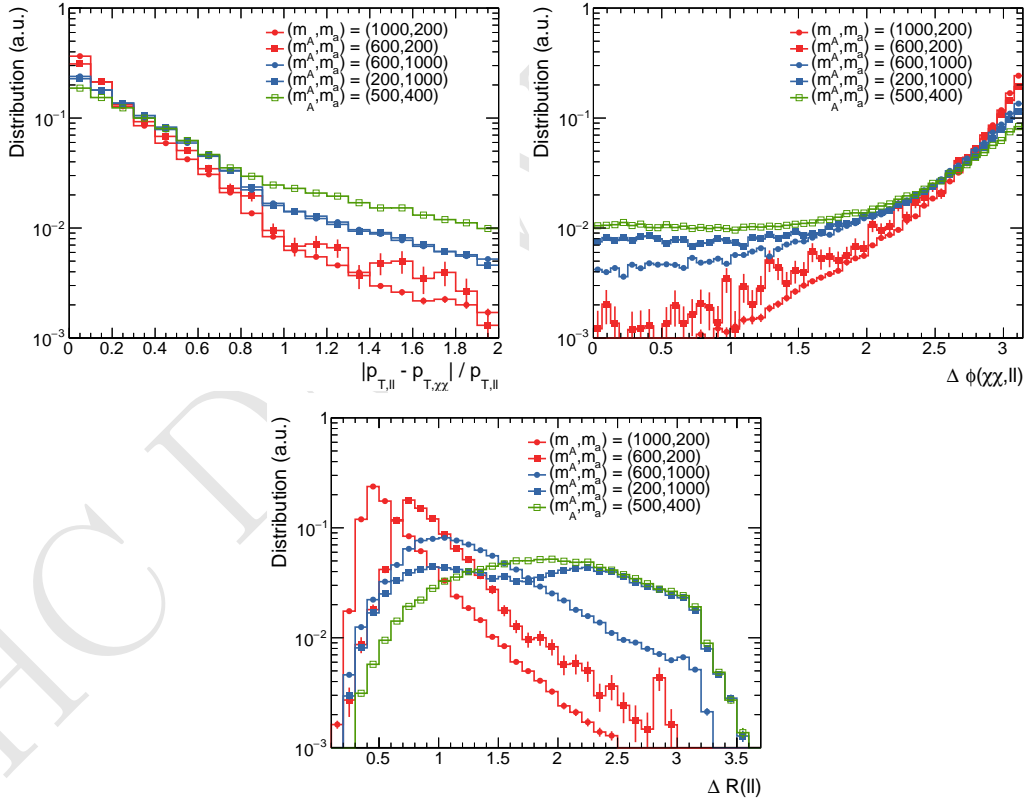 Distribution (a.u.)
1
10⁻¹
10⁻²
10⁻³
(m_A,m_a) = (1000,200)
(m_A,m_a) = (600,200)
(m_A,m_a) = (600,1000)
(m_A,m_a) = (200,1000)
(m_A,m_a) = (500,400)
0 0.2 0.4 0.6 0.8 1 1.2 1.4 1.6 1.8 2
|p_T,ll - p_T,χχ| / p_T,ll
Distribution (a.u.)
1
10⁻¹
10⁻²
10⁻³
(m_A,m_a) = (1000,200)
(m_A,m_a) = (600,200)
(m_A,m_a) = (600,1000)
(m_A,m_a) = (200,1000)
(m_A,m_a) = (500,400)
0 0.5 1 1.5 2 2.5 3
Δ ϕ(χχ,ll)
Distribution (a.u.)
1
10⁻¹
10⁻²
10⁻³
(m_A,m_a) = (1000,200)
(m_A,m_a) = (600,200)
(m_A,m_a) = (600,1000)
(m_A,m_a) = (200,1000)
(m_A,m_a) = (500,400)
0.5 1 1.5 2 2.5 3 3.5
Δ R(ll)
HC D